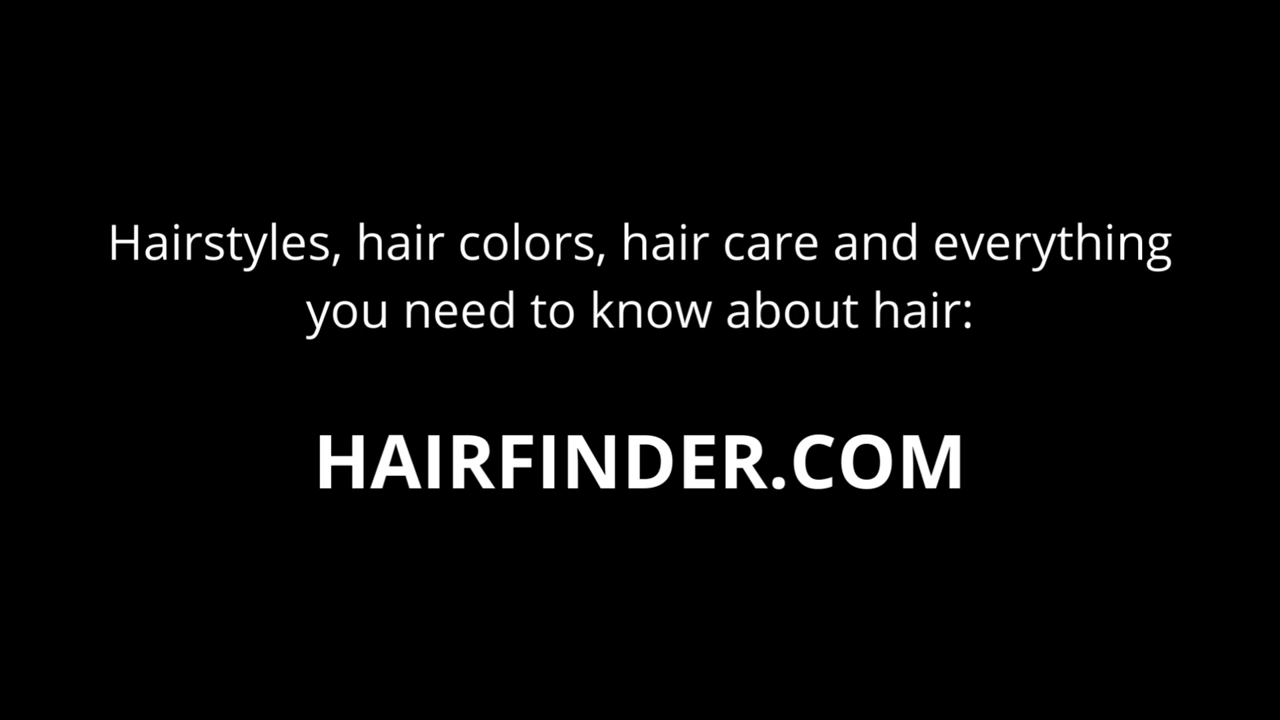 Hairstyles, hair colors, hair care and everything
you need to know about hair:
HAIRFINDER.COM